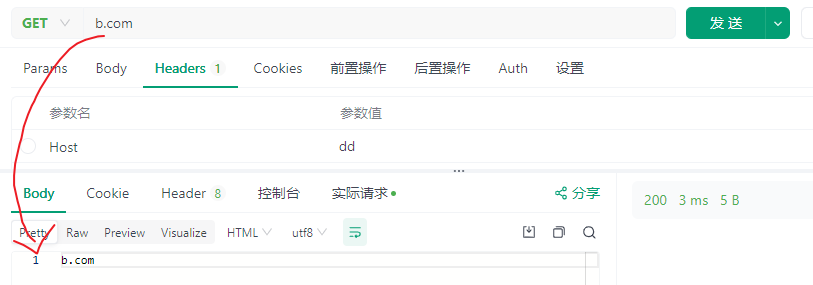 GET b.com 发 送
Params Body Headers 1 Cookies 前置操作 后置操作 Auth 设置
参数名 参数值
Host dd
Body Cookie Header 8 控制台 实际请求 分享 200 3 ms 5 B
Pretty Raw Preview Visualize HTML utf8
1 b.com